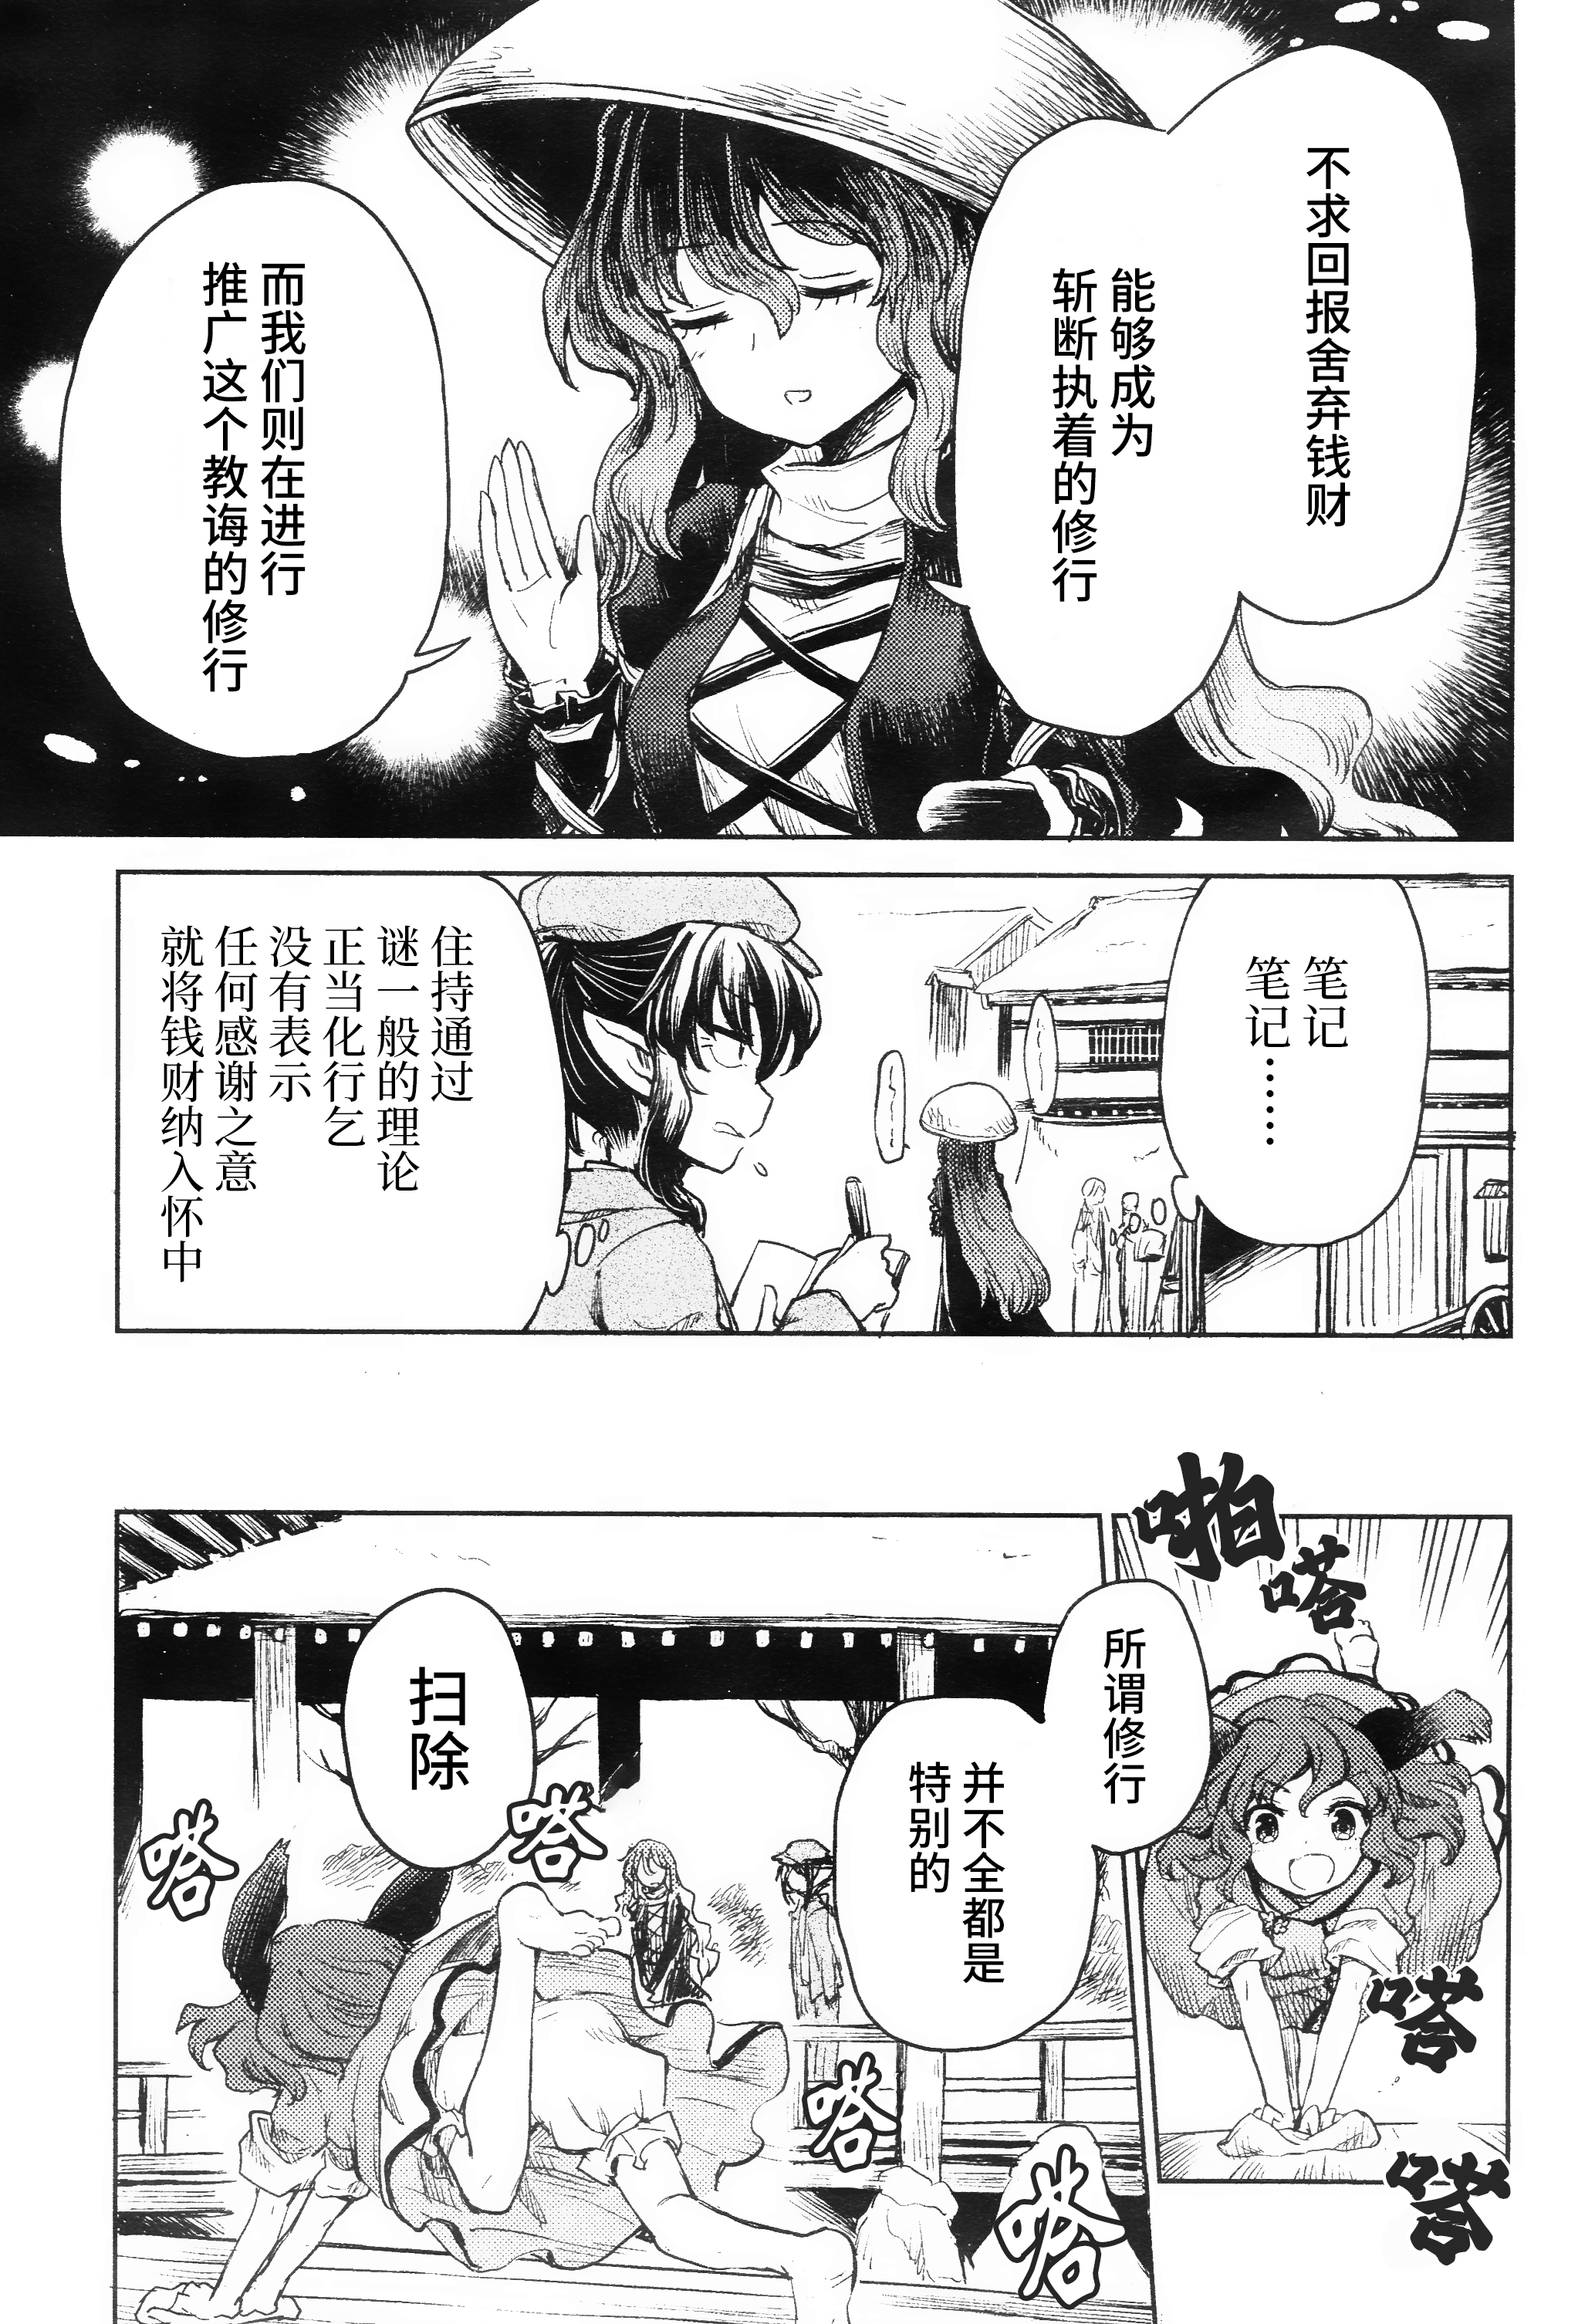 不求回报舍弃钱财
能够成为
斩断执着的修行
而我们则在进行
推广这个教诲的修行
笔记
笔记……
住持通过
谜一般的理论
正当化行乞
没有表示
任何感谢之意
就将钱财纳入怀中
啪
嗒
所谓修行
并不全都是
特别的
嗒
嗒
扫除
嗒
嗒
嗒
嗒